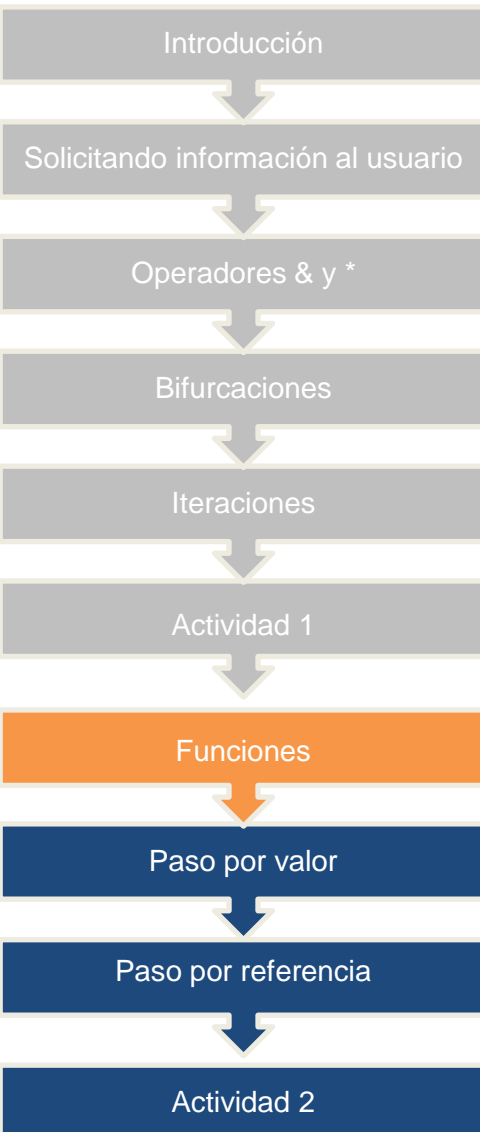 Introducción
Solicitando información al usuario
Operadores & y *
Bifurcaciones
Iteraciones
Actividad 1
Funciones
Paso por valor
Paso por referencia
Actividad 2